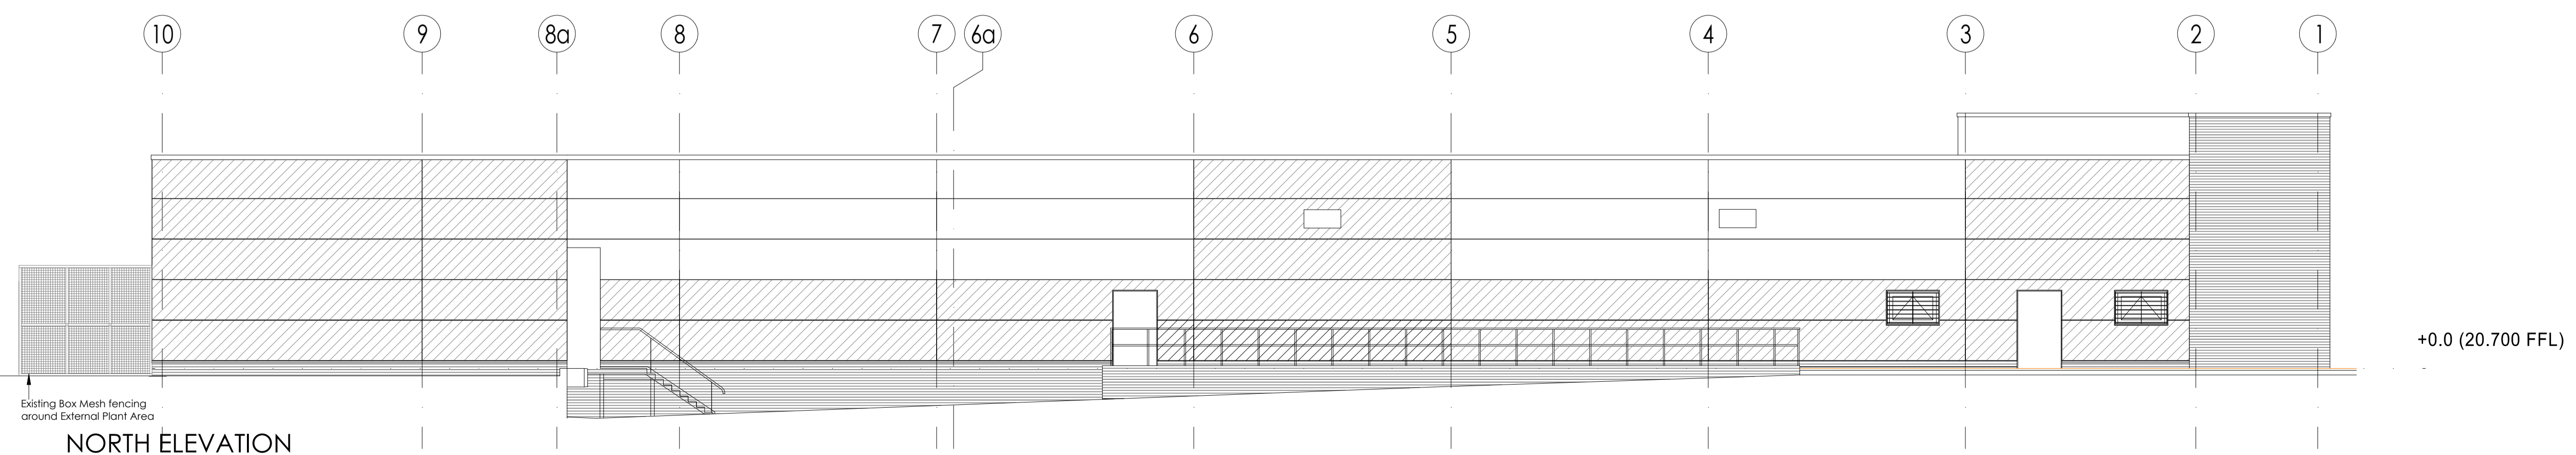 10 9 8a 8 7 6a 6 5 4 3 2 1
+0.0 (20.700 FFL)
Existing Box Mesh fencing
around External Plant Area
NORTH ELEVATION